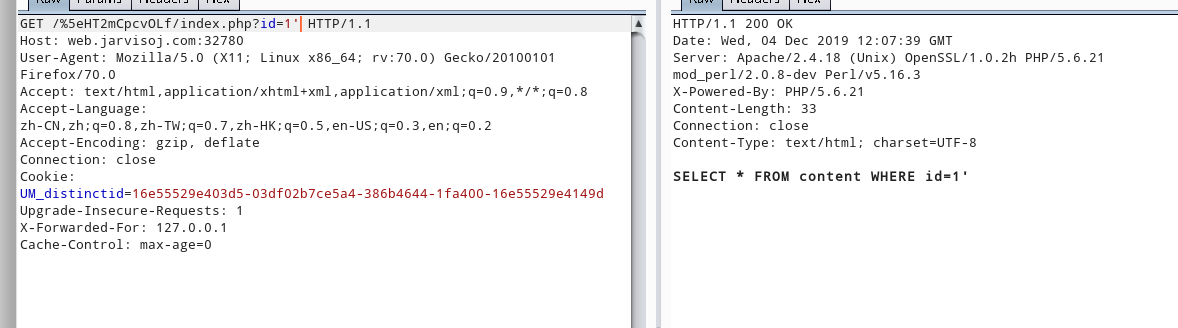 Raw Params Headers Hex
GET /%5eHT2mCpcvOLf/index.php?id=1' HTTP/1.1
Host: web.jarvisoj.com:32780
User-Agent: Mozilla/5.0 (X11; Linux x86_64; rv:70.0) Gecko/20100101
Firefox/70.0
Accept: text/html,application/xhtml+xml,application/xml;q=0.9,*/*;q=0.8
Accept-Language:
zh-CN,zh;q=0.8,zh-TW;q=0.7,zh-HK;q=0.5,en-US;q=0.3,en;q=0.2
Accept-Encoding: gzip, deflate
Connection: close
Cookie:
UM_distinctid=16e55529e403d5-03df02b7ce5a4-386b4644-1fa400-16e55529e4149d
Upgrade-Insecure-Requests: 1
X-Forwarded-For: 127.0.0.1
Cache-Control: max-age=0
Raw Headers Hex
HTTP/1.1 200 OK
Date: Wed, 04 Dec 2019 12:07:39 GMT
Server: Apache/2.4.18 (Unix) OpenSSL/1.0.2h PHP/5.6.21
mod_perl/2.0.8-dev Perl/v5.16.3
X-Powered-By: PHP/5.6.21
Content-Length: 33
Connection: close
Content-Type: text/html; charset=UTF-8
SELECT * FROM content WHERE id=1'